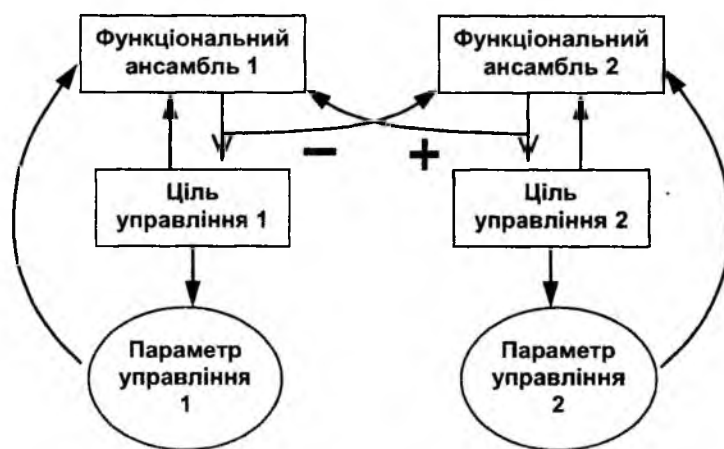 Функціональний
ансамбль 1
Функціональний
ансамбль 2
− +
Ціль
управління 1
Ціль
управління 2
Параметр
управління
1
Параметр
управління
2